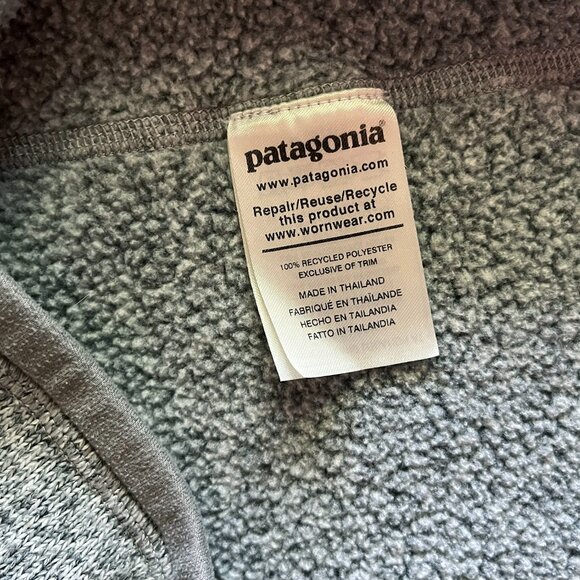 patagonia®
www.patagonia.com
Repair/Reuse/Recycle
this product at
www.wornwear.com
100% RECYCLED POLYESTER
EXCLUSIVE OF TRIM
MADE IN THAILAND
FABRIQUÉ EN THAÏLANDE
HECHO EN TAILANDIA
FATTO IN TAILANDIA